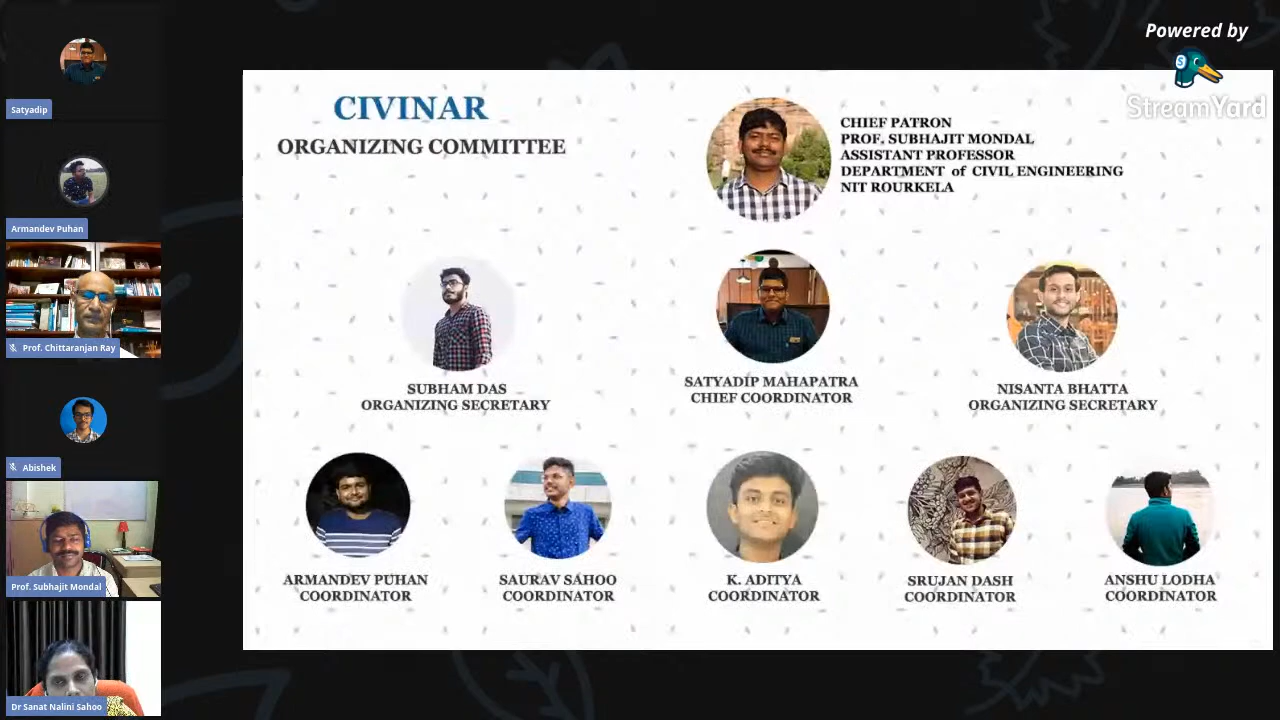 Powered by
StreamYard
Satyadip
Armandev Puhan
Prof. Chittaranjan Ray
Abishek
Prof. Subhajit Mondal
Dr Sanat Nalini Sahoo
CIVINAR
ORGANIZING COMMITTEE
CHIEF PATRON
PROF. SUBHAJIT MONDAL
ASSISTANT PROFESSOR
DEPARTMENT of CIVIL ENGINEERING
NIT ROURKELA
SUBHAM DAS
ORGANIZING SECRETARY
SATYADIP MAHAPATRA
CHIEF COORDINATOR
NISANTA BHATTA
ORGANIZING SECRETARY
ARMANDEV PUHAN
COORDINATOR
SAURAV SAHOO
COORDINATOR
K. ADITYA
COORDINATOR
SRUJAN DASH
COORDINATOR
ANSHU LODHA
COORDINATOR